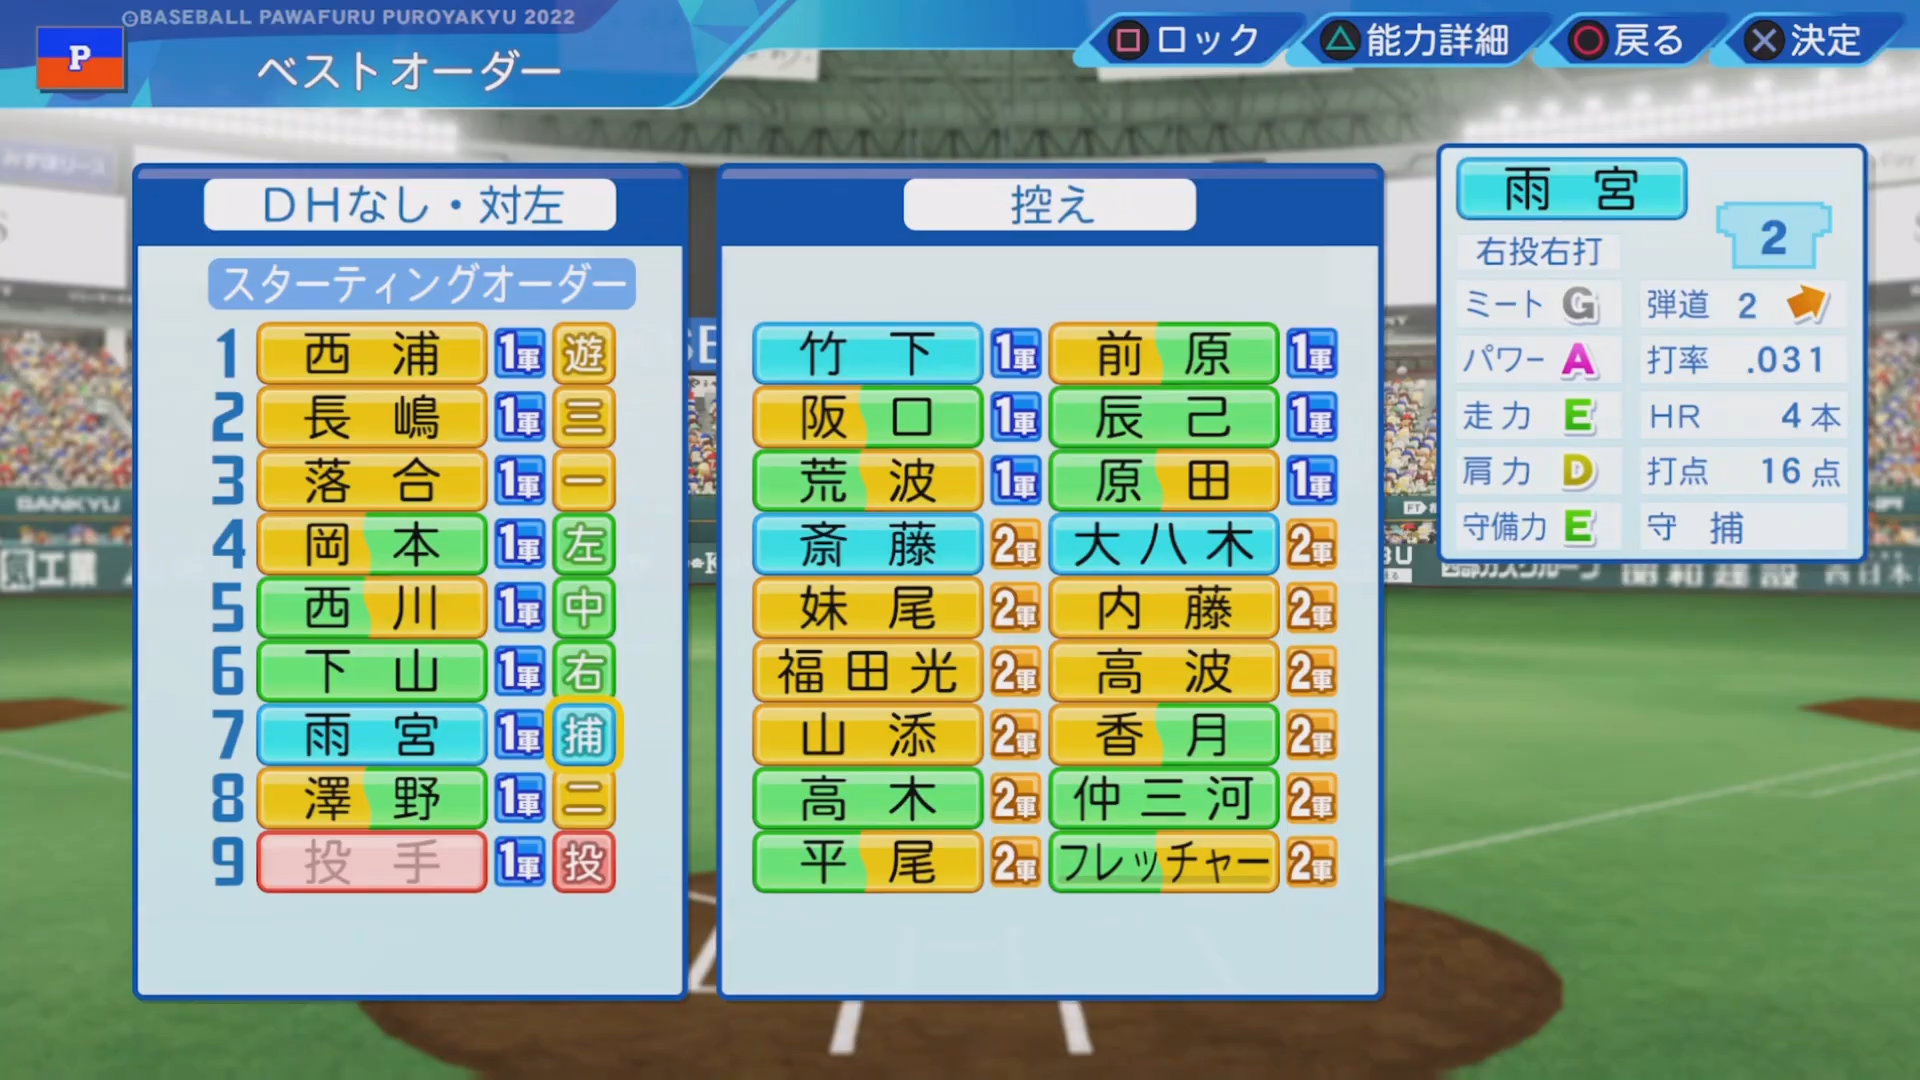 ©BASEBALL PAWAFURU PUROYAKYU 2022
P
ベストオーダー
ロック
能力詳細
戻る
決定
DHなし・対左
スターティングオーダー
1 西浦 1軍 遊
2 長嶋 1軍 三
3 落合 1軍 一
4 岡本 1軍 左
5 西川 1軍 中
6 下山 1軍 右
7 雨宮 1軍 捕
8 澤野 1軍 二
9 投手 1軍 投
控え
竹下 1軍 前原 1軍
阪口 1軍 辰己 1軍
荒波 1軍 原田 1軍
斎藤 2軍 大八木 2軍
妹尾 2軍 内藤 2軍
福田光 2軍 高波 2軍
山添 2軍 香月 2軍
高木 2軍 仲三河 2軍
平尾 2軍 フレッチャー 2軍
雨宮
2
右投右打
ミート G 弾道 2
パワー A 打率 .031
走力 E HR 4本
肩力 D 打点 16点
守備力 E 守 捕
SANKYU
工業